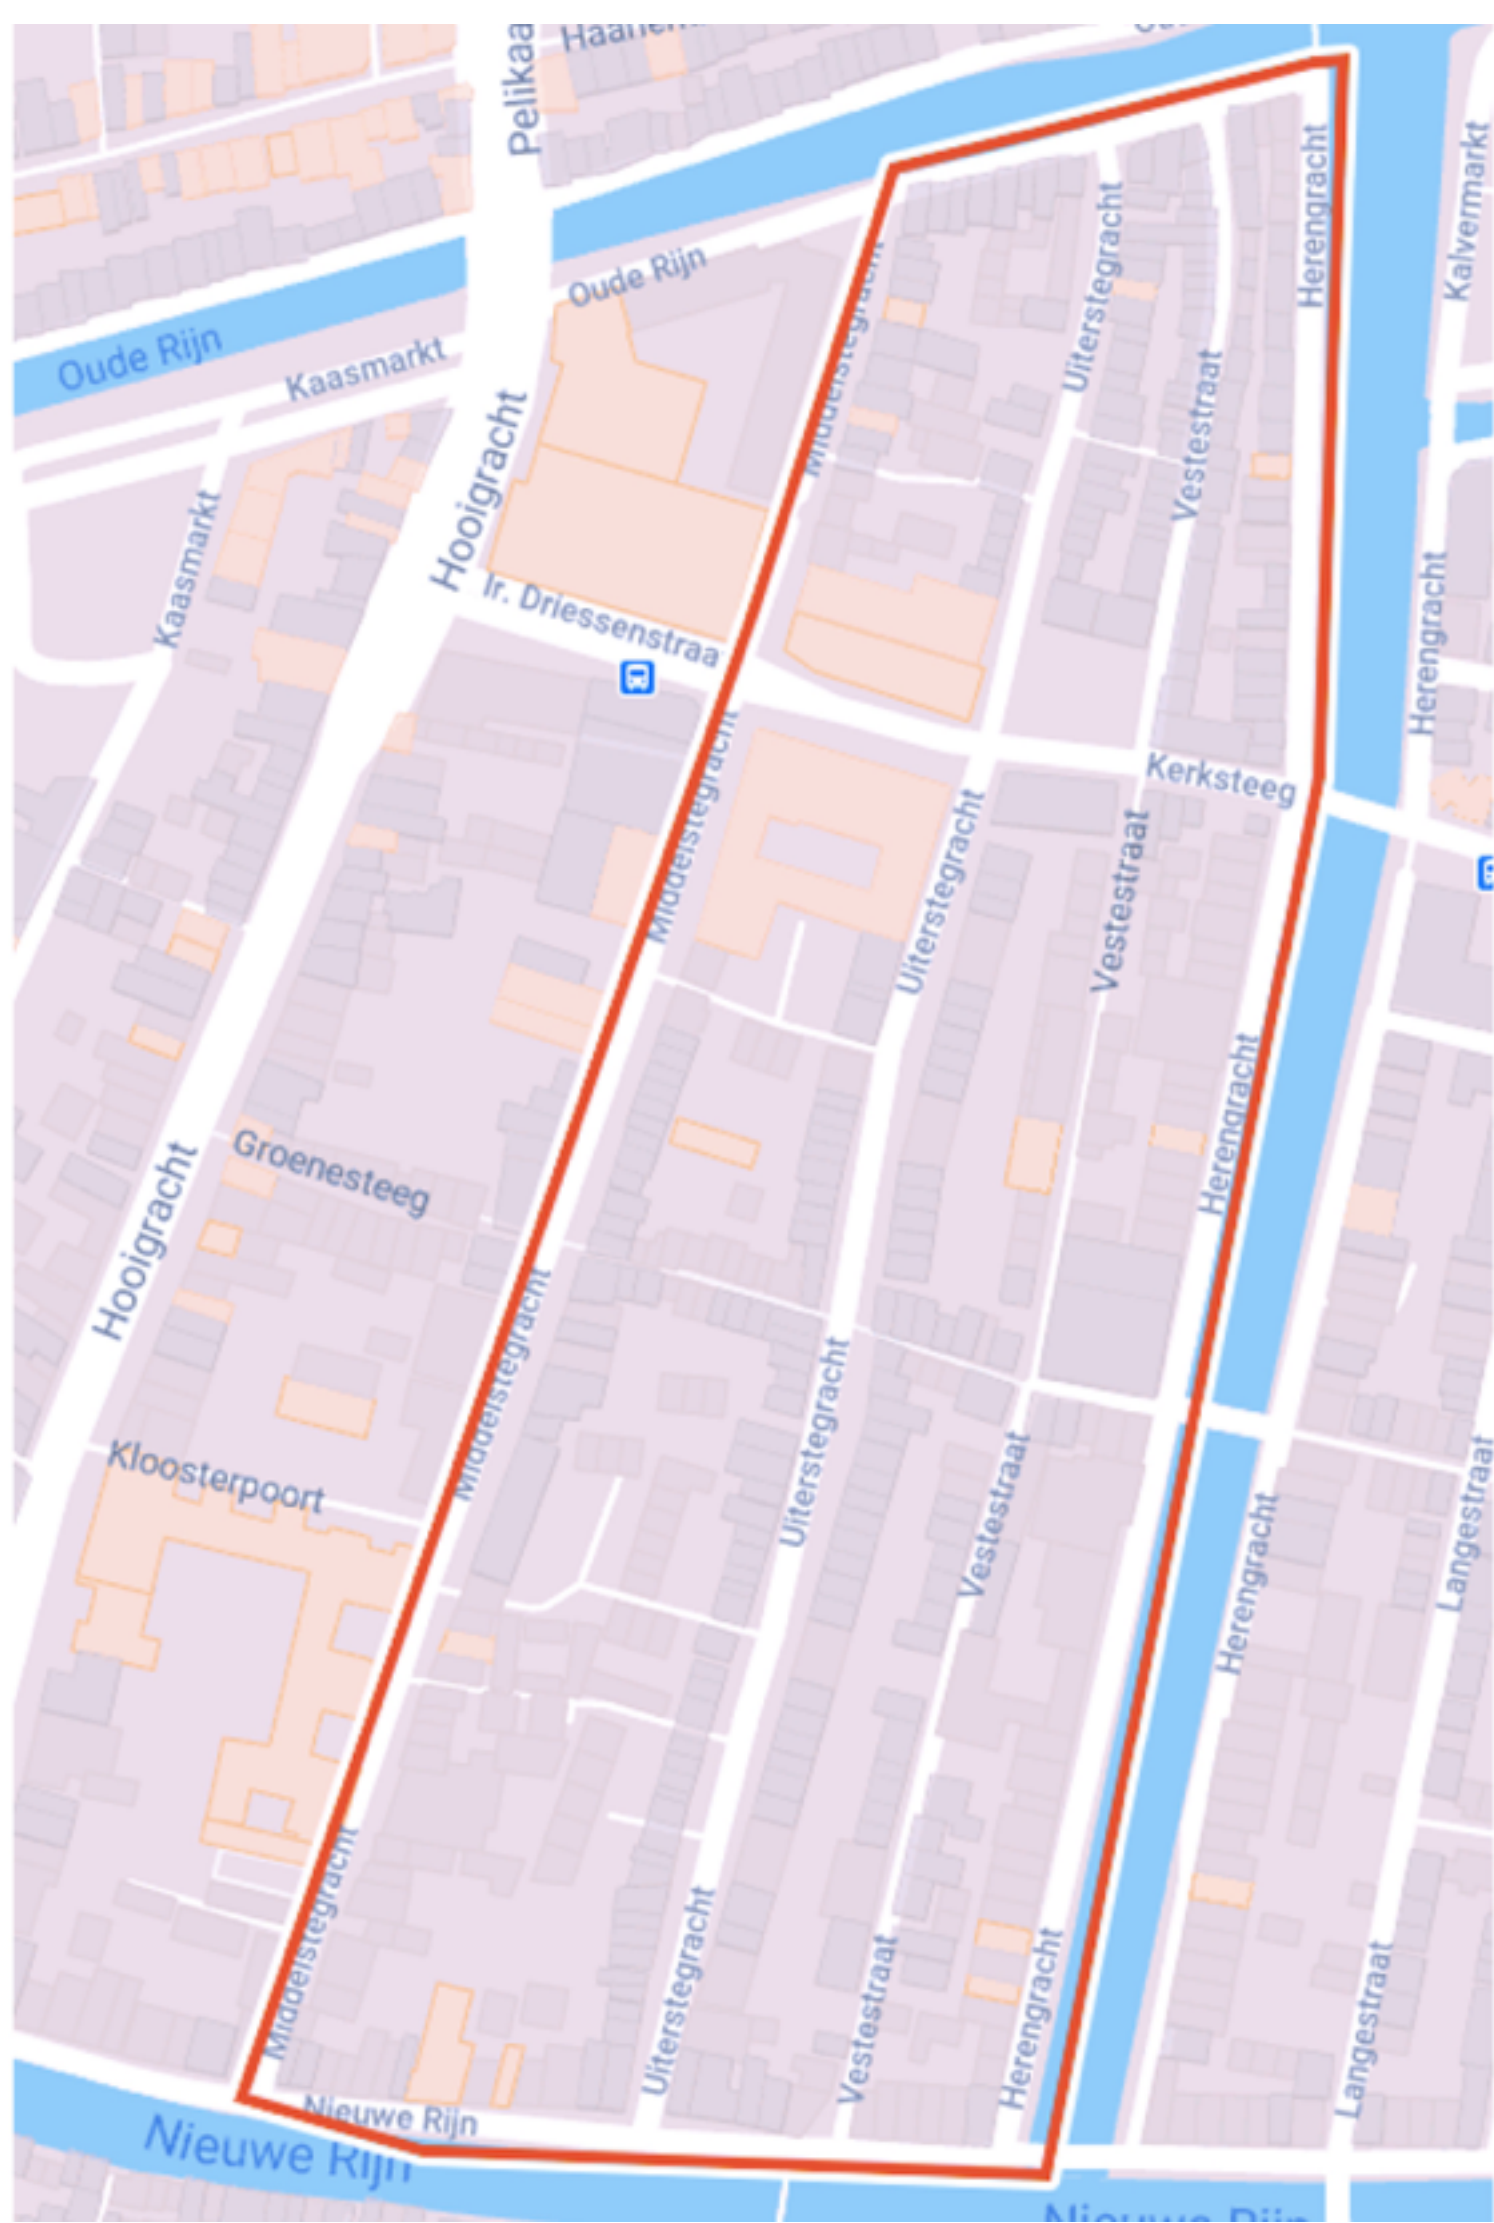 Pelikaa
Oude Rijn
Oude Rijn
Kaasmarkt
Kaasmarkt
Hooigracht
Ir. Driessenstraa
Middelstegracht
Uiterstegracht
Vestestraat
Herengracht
Kalvermarkt
Herengracht
Kerksteeg
Middelstegracht
Uiterstegracht
Vestestraat
Herengracht
Groenesteeg
Hooigracht
Middelstegracht
Kloosterpoort
Uiterstegracht
Vestestraat
Herengracht
Langestraat
Middelstegracht
Uiterstegracht
Vestestraat
Herengracht
Langestraat
Nieuwe Rijn
Nieuwe Rijn
Nieuwe Rijn